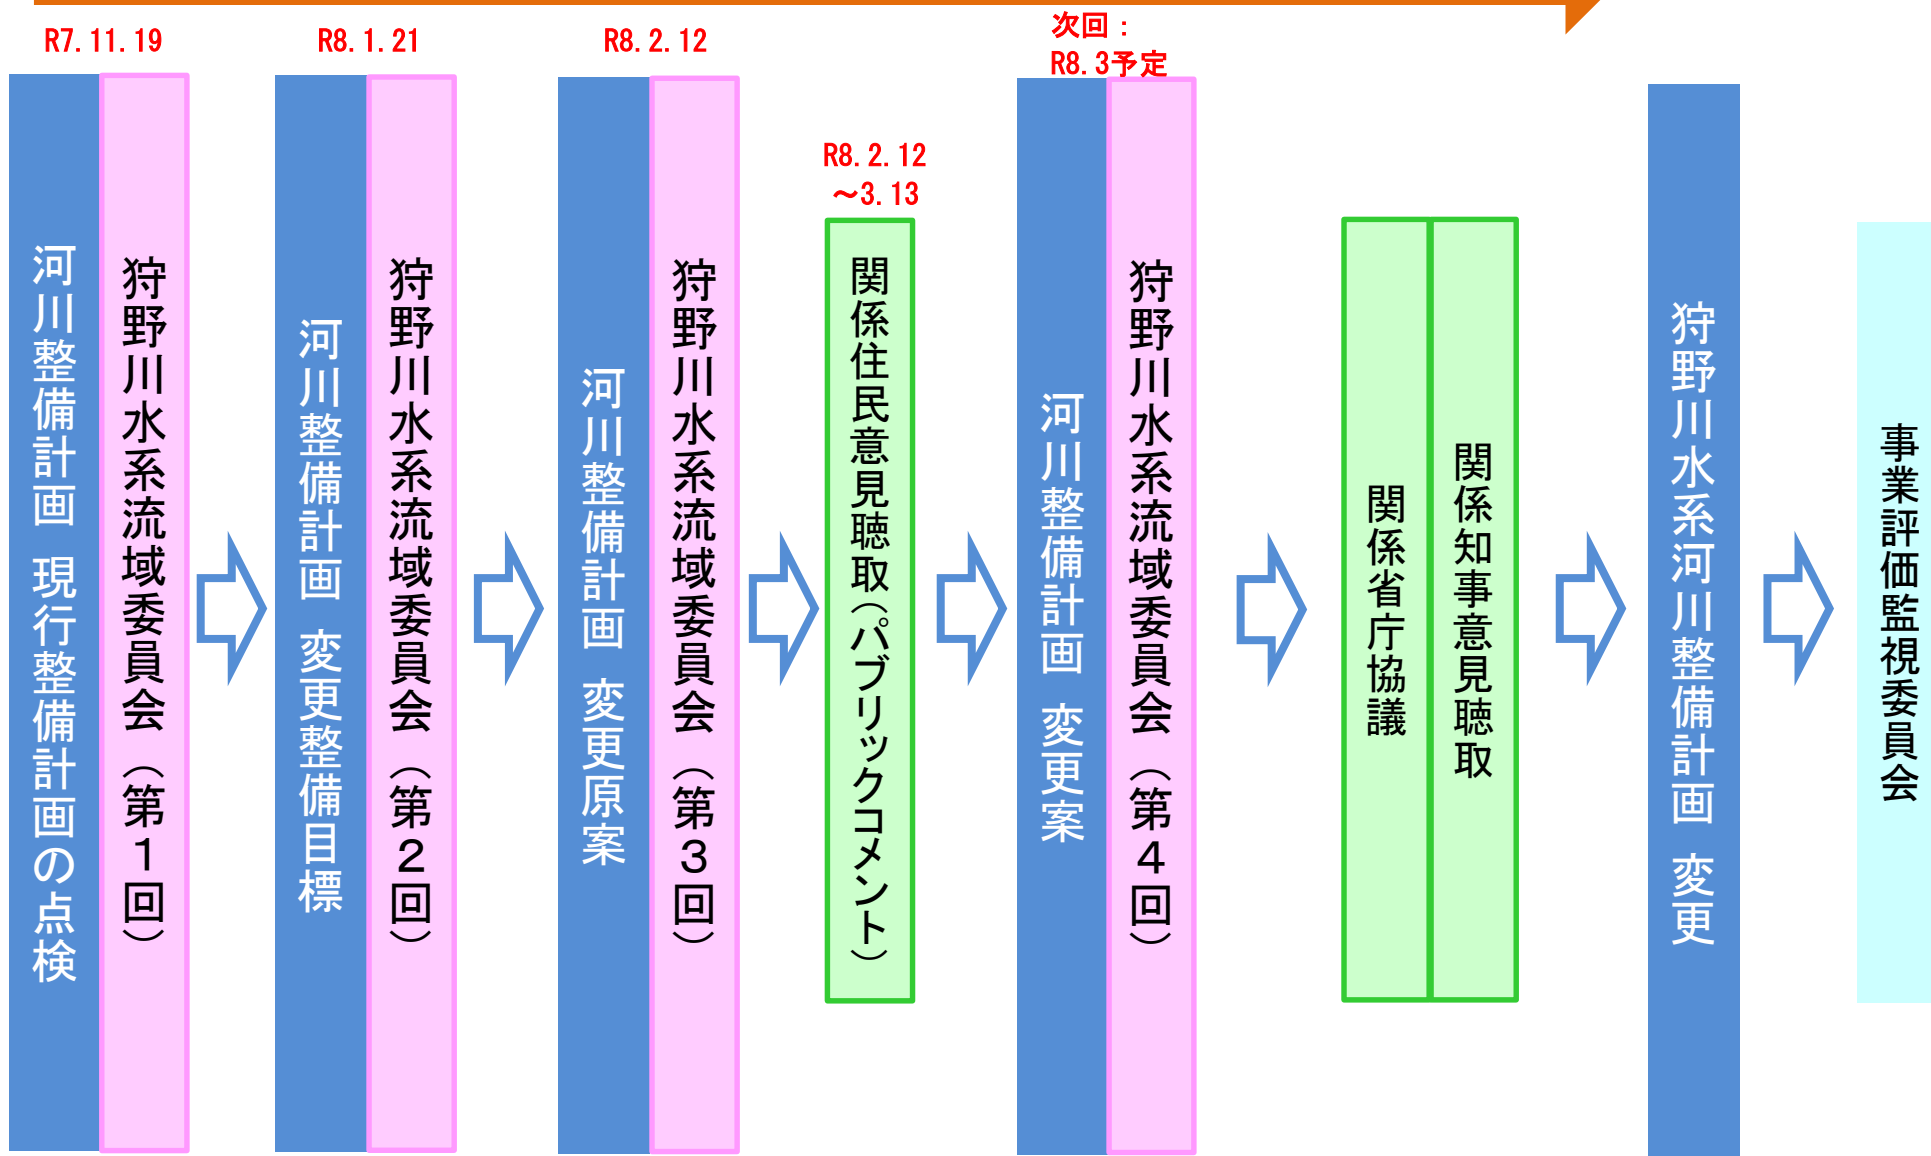 R7.11.19
河川整備計画 現行整備計画の点検
狩野川水系流域委員会（第１回）
R8.1.21
河川整備計画 変更整備目標
狩野川水系流域委員会（第２回）
R8.2.12
河川整備計画 変更原案
狩野川水系流域委員会（第３回）
R8.2.12
～3.13
関係住民意見聴取（パブリックコメント）
次回：
R8.3予定
河川整備計画 変更案
狩野川水系流域委員会（第４回）
関係省庁協議
関係知事意見聴取
狩野川水系河川整備計画 変更
事業評価監視委員会